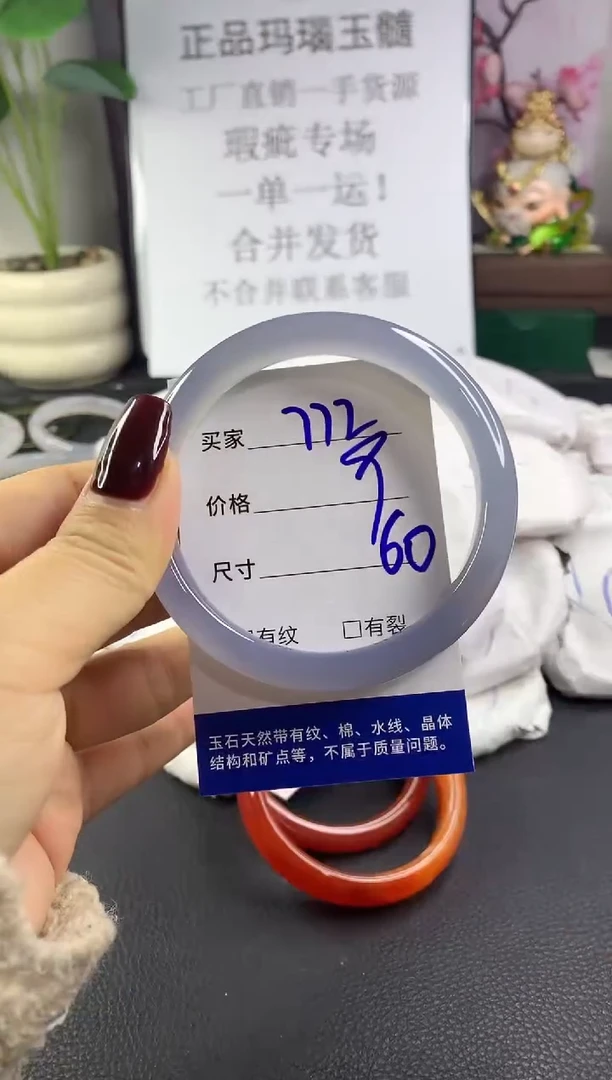 正品玛瑙玉髓
工厂直销一手货源
瑕疵专场
一单一运!
合并发货
不合并联系客服
买家 772
价格
尺寸 60
有纹 □有裂
玉石天然带有纹、棉、水线、晶体
结构和矿点等，不属于质量问题。